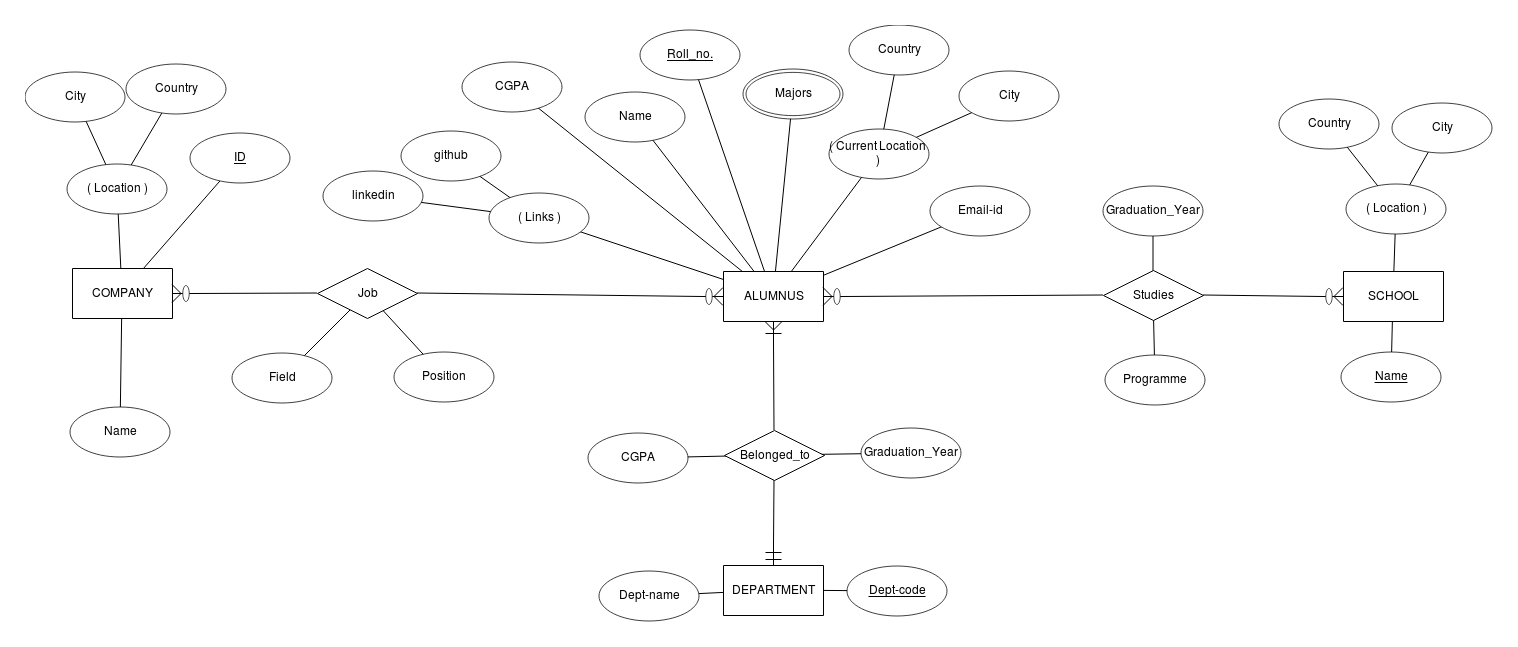 Country
Roll_no.
City
Country
CGPA
Majors
City
Name
Country
City
( Current Location
)
github
ID
( Location )
linkedin
( Links )
Email-id
Graduation_Year
( Location )
COMPANY
Job
ALUMNUS
Studies
SCHOOL
Field
Position
Programme
Name
Name
CGPA
Belonged_to
Graduation_Year
Dept-name
DEPARTMENT
Dept-code